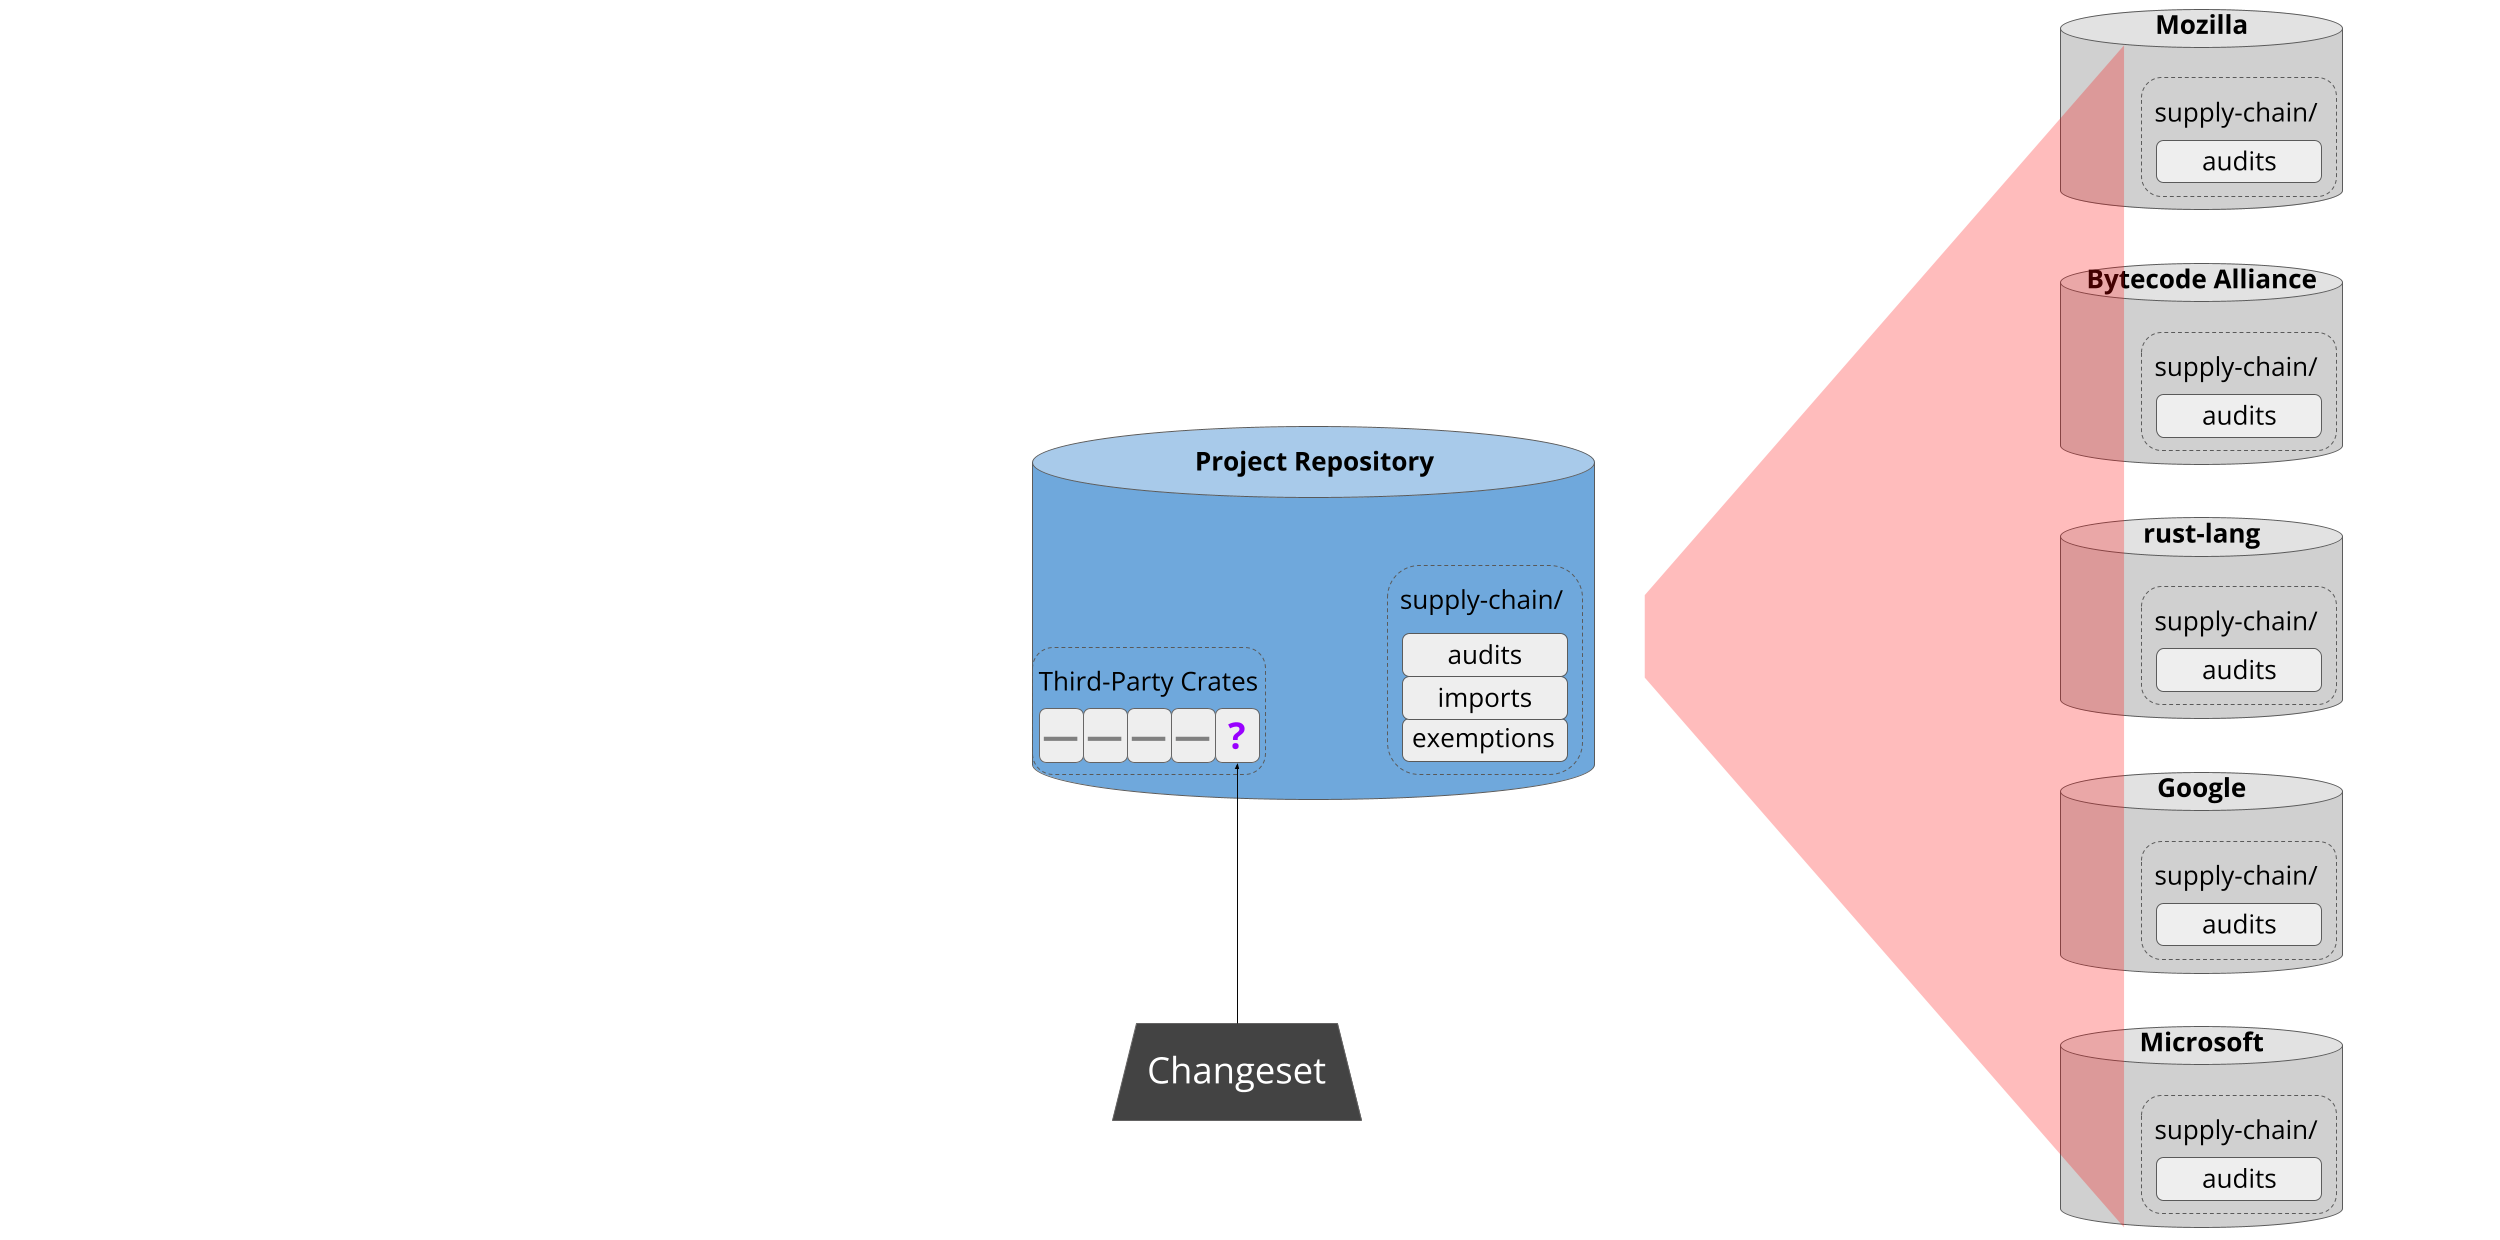 Project Repository
supply-chain/
audits
imports
exemptions
Third-Party Crates
?
Changeset
Mozilla
supply-chain/
audits
Bytecode Alliance
supply-chain/
audits
rust-lang
supply-chain/
audits
Google
supply-chain/
audits
Microsoft
supply-chain/
audits